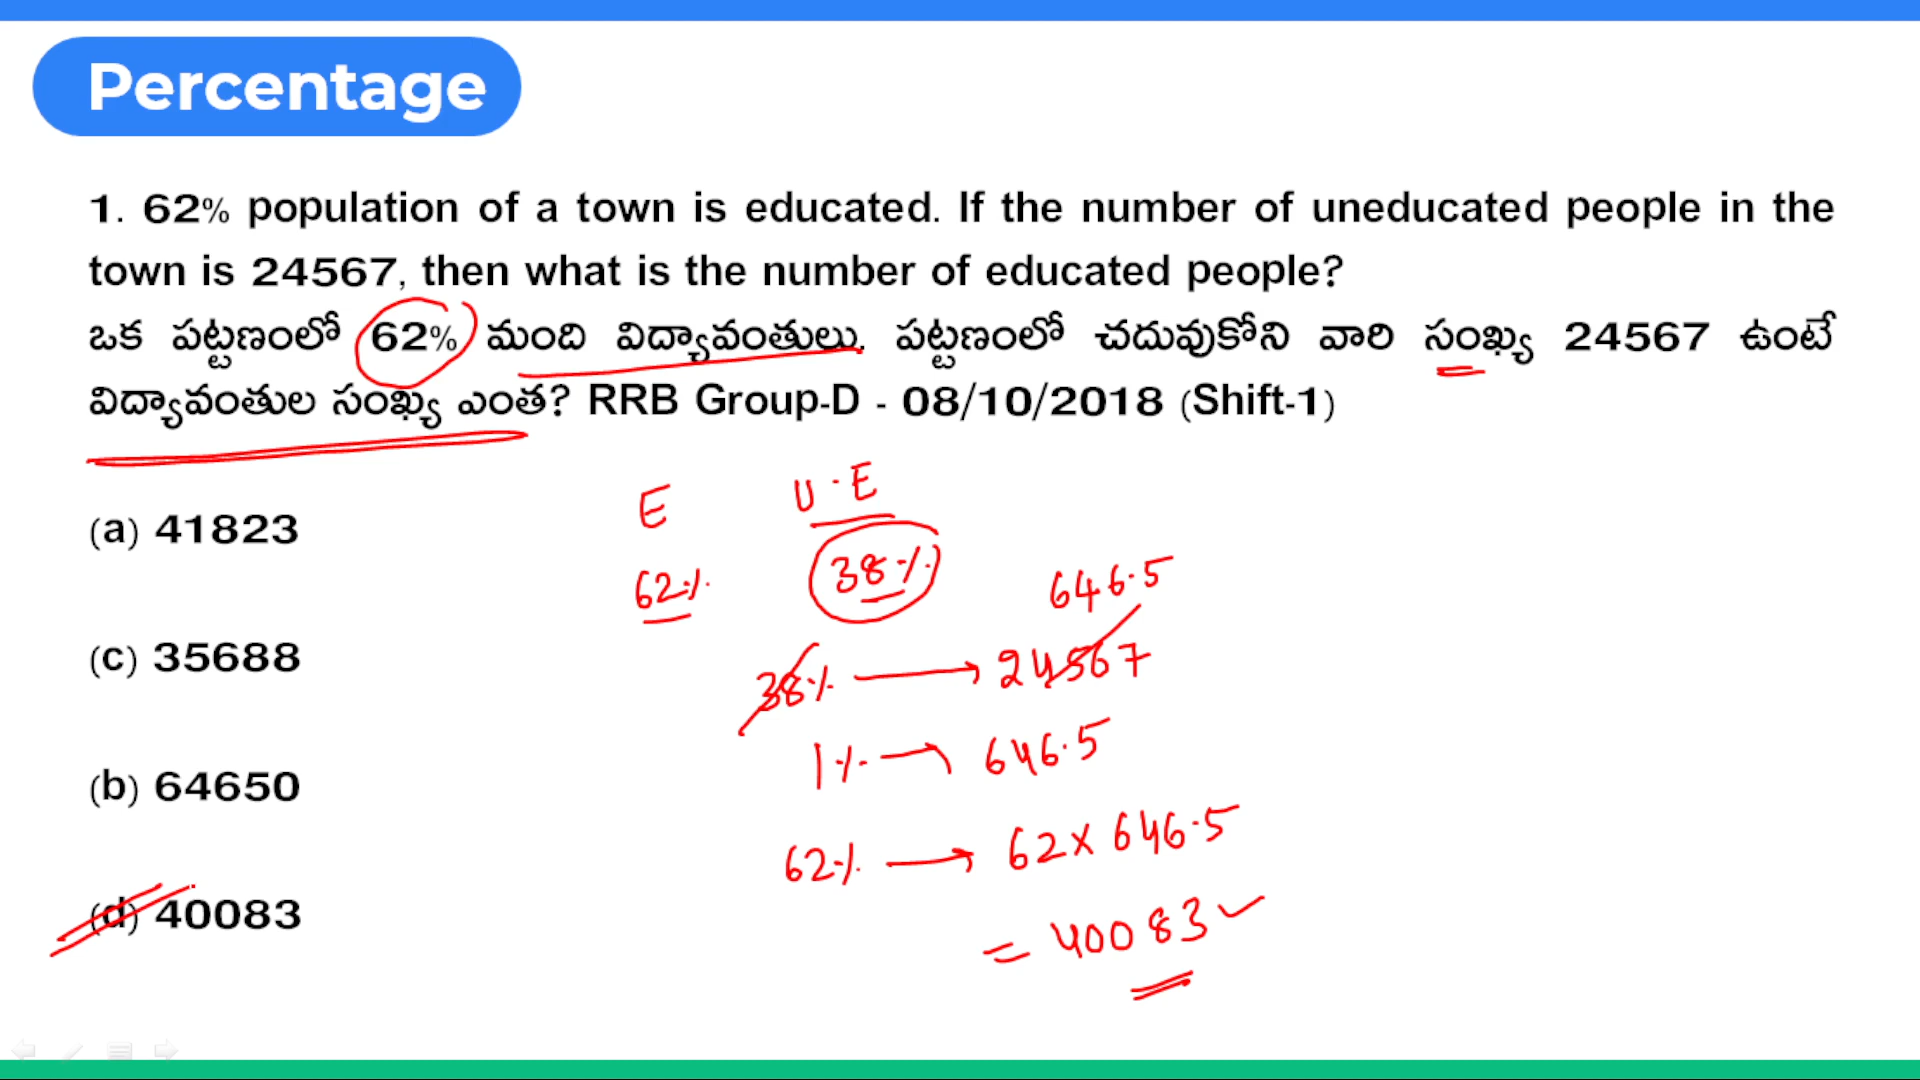 Percentage
1. 62% population of a town is educated. If the number of uneducated people in the
town is 24567, then what is the number of educated people?
ఒక పట్టణంలో 62% మంది విద్యావంతులు. పట్టణంలో చదువుకోని వారి సంఖ్య 24567 ఉంటే
విద్యావంతుల సంఖ్య ఎంత? RRB Group-D - 08/10/2018 (Shift-1)
(a) 41823
(c) 35688
(b) 64650
(d) 40083
E U.E
62% 38%
646.5
38% → 24567
1% → 646.5
62% → 62 x 646.5
= 40083